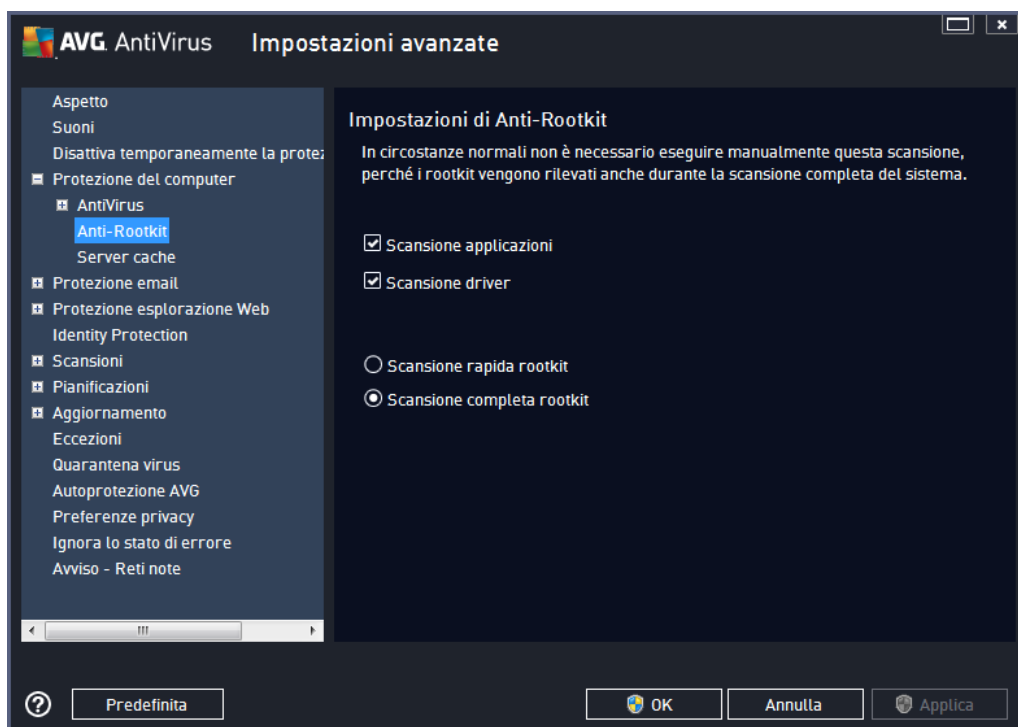 AVG. AntiVirus Impostazioni avanzate
Aspetto
Suoni
Disattiva temporaneamente la protez
Protezione del computer
AntiVirus
Anti-Rootkit
Server cache
Protezione email
Protezione esplorazione Web
Identity Protection
Scansioni
Pianificazioni
Aggiornamento
Eccezioni
Quarantena virus
Autoprotezione AVG
Preferenze privacy
Ignora lo stato di errore
Avviso - Reti note
Impostazioni di Anti-Rootkit
In circostanze normali non è necessario eseguire manualmente questa scansione,
perché i rootkit vengono rilevati anche durante la scansione completa del sistema.
Scansione applicazioni
Scansione driver
Scansione rapida rootkit
Scansione completa rootkit
? Predefinita OK Annulla Applica